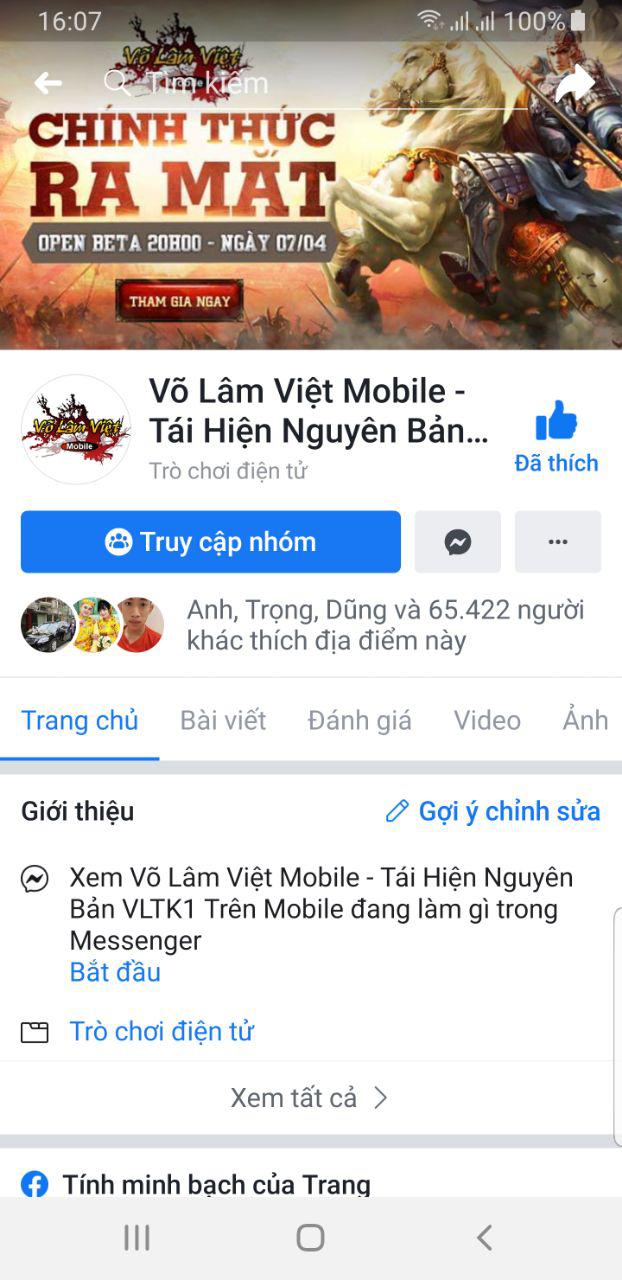 16:07
100%
Võ Lâm Việt
Mobile
Tìm kiếm
CHÍNH THỨC
RA MẮT
OPEN BETA 20H00 - NGÀY 07/04
THAM GIA NGAY
Võ Lâm Việt
Mobile
Võ Lâm Việt Mobile -
Tái Hiện Nguyên Bản...
Trò chơi điện tử
Đã thích
Truy cập nhóm
Anh, Trọng, Dũng và 65.422 người
khác thích địa điểm này
Trang chủ
Bài viết
Đánh giá
Video
Ảnh
Giới thiệu
Gợi ý chỉnh sửa
Xem Võ Lâm Việt Mobile - Tái Hiện Nguyên
Bản VLTK1 Trên Mobile đang làm gì trong
Messenger
Bắt đầu
Trò chơi điện tử
Xem tất cả
Tính minh bạch của Trang